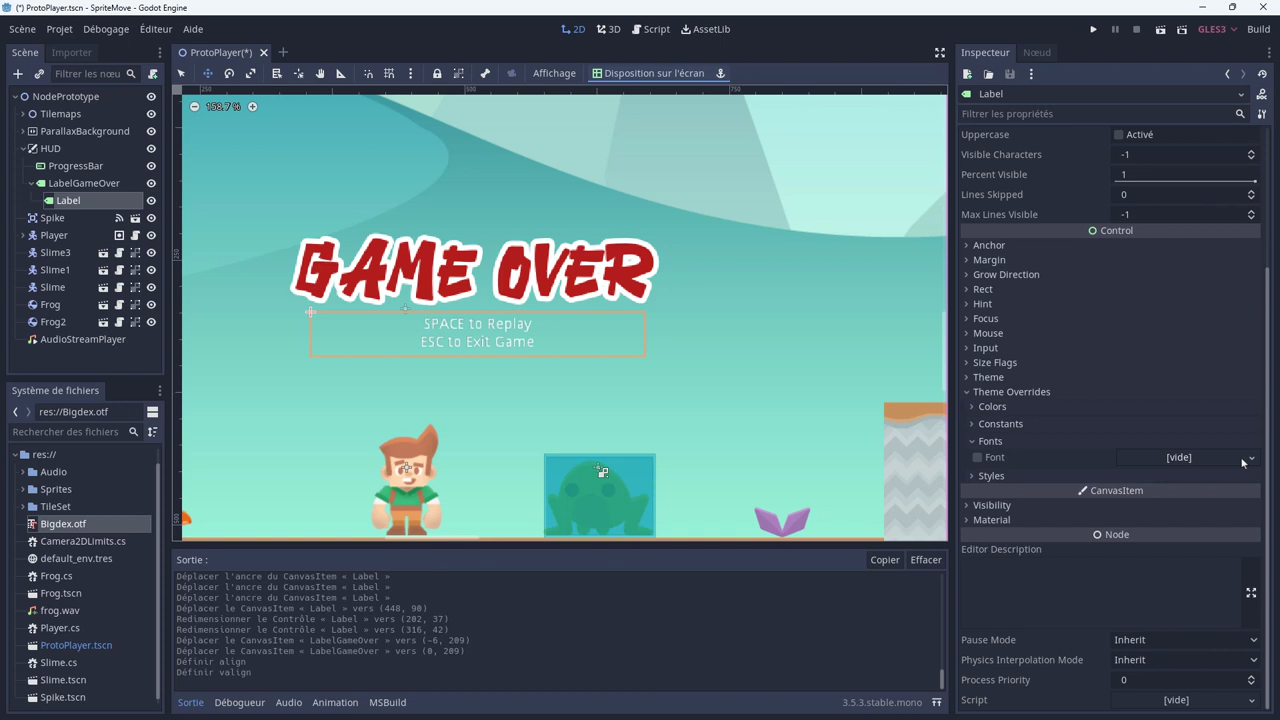 (*) ProtoPlayer.tscn - SpriteMove - Godot Engine
Scène Projet Débogage Éditeur Aide
2D 3D Script AssetLib
GLES3 Build
Scène Importer
ProtoPlayer(*)
Inspecteur Nœud
Filtrer les nœu
Affichage Disposition sur l'écran
Label
Filtrer les propriétés
250 500 750
158.7 %
250
500
NodePrototype
Tilemaps
ParallaxBackground
HUD
ProgressBar
LabelGameOver
Label
Spike
Player
Slime3
Slime1
Slime
Frog
Frog2
AudioStreamPlayer
GAME OVER
SPACE to Replay
ESC to Exit Game
Système de fichiers
res://Bigdex.otf
Rechercher des fichiers
res://
Audio
Sprites
TileSet
Bigdex.otf
Camera2DLimits.cs
default_env.tres
Frog.cs
Frog.tscn
frog.wav
Player.cs
ProtoPlayer.tscn
Slime.cs
Slime.tscn
Spike.tscn
Sortie :
Copier Effacer
Déplacer l'ancre du CanvasItem « Label »
Déplacer l'ancre du CanvasItem « Label »
Déplacer l'ancre du CanvasItem « Label »
Déplacer le CanvasItem « Label » vers (448, 90)
Redimensionner le Contrôle « Label » vers (202, 37)
Redimensionner le Contrôle « Label » vers (316, 42)
Déplacer le CanvasItem « LabelGameOver » vers (-6, 209)
Déplacer le CanvasItem « LabelGameOver » vers (0, 209)
Définir align
Définir valign
Sortie Débogueur Audio Animation MSBuild
3.5.3.stable.mono
Uppercase Activé
Visible Characters -1
Percent Visible 1
Lines Skipped 0
Max Lines Visible -1
Control
Anchor
Margin
Grow Direction
Rect
Hint
Focus
Mouse
Input
Size Flags
Theme
Theme Overrides
Colors
Constants
Fonts
Font [vide]
Styles
CanvasItem
Visibility
Material
Node
Editor Description
Pause Mode Inherit
Physics Interpolation Mode Inherit
Process Priority 0
Script [vide]